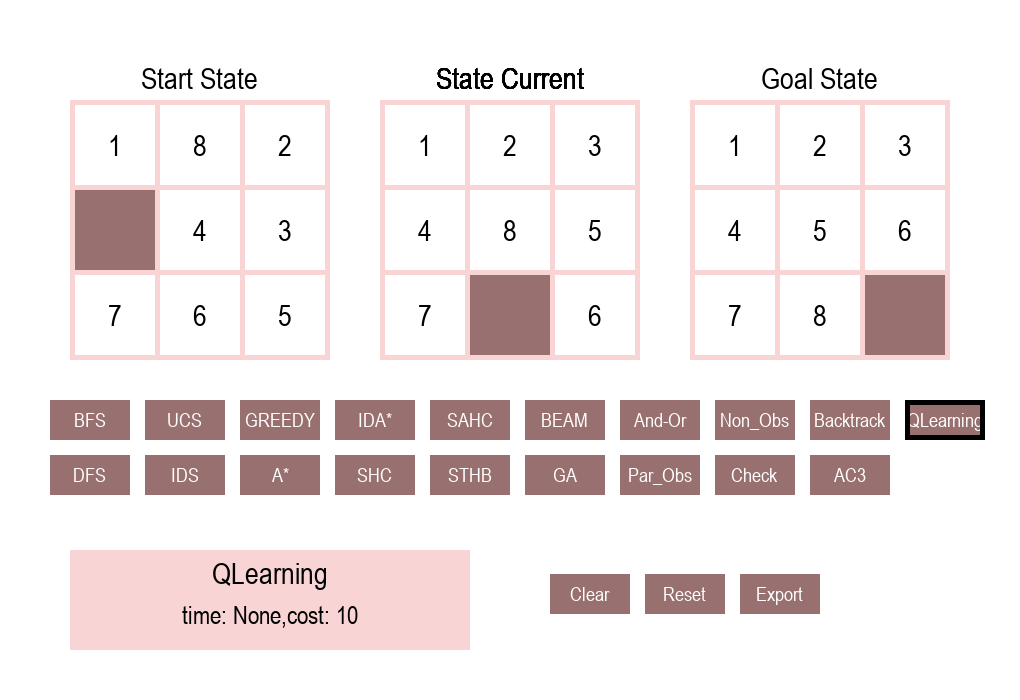 Start State State Current Goal State
1 8 2 1 2 3 1 2 3
4 3 4 8 5 4 5 6
7 6 5 7 6 7 8
BFS UCS GREEDY IDA* SAHC BEAM And-Or Non_Obs Backtrack QLearning
DFS IDS A* SHC STHB GA Par_Obs Check AC3
QLearning
time: None,cost: 10
Clear Reset Export